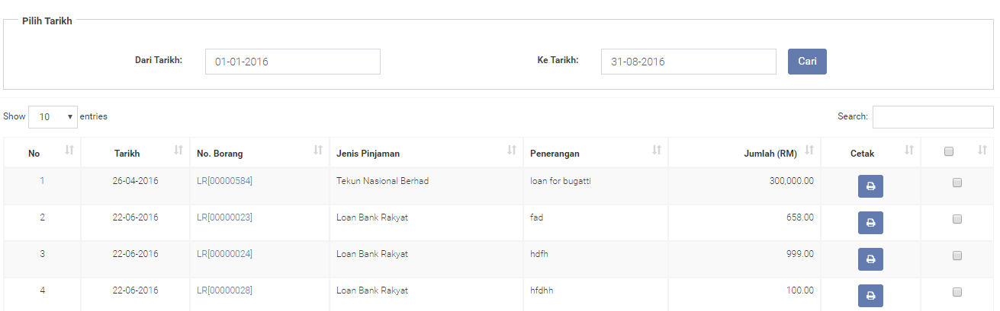 Pilih Tarikh
Dari Tarikh: 01-01-2016 Ke Tarikh: 31-08-2016 Cari
Show 10 entries Search:
No Tarikh No. Borang Jenis Pinjaman Penerangan Jumlah (RM) Cetak
1 26-04-2016 LR[00000584] Tekun Nasional Berhad loan for bugatti 300,000.00
2 22-06-2016 LR[00000023] Loan Bank Rakyat fad 658.00
3 22-06-2016 LR[00000024] Loan Bank Rakyat hdfh 999.00
4 22-06-2016 LR[00000028] Loan Bank Rakyat hfdhh 100.00